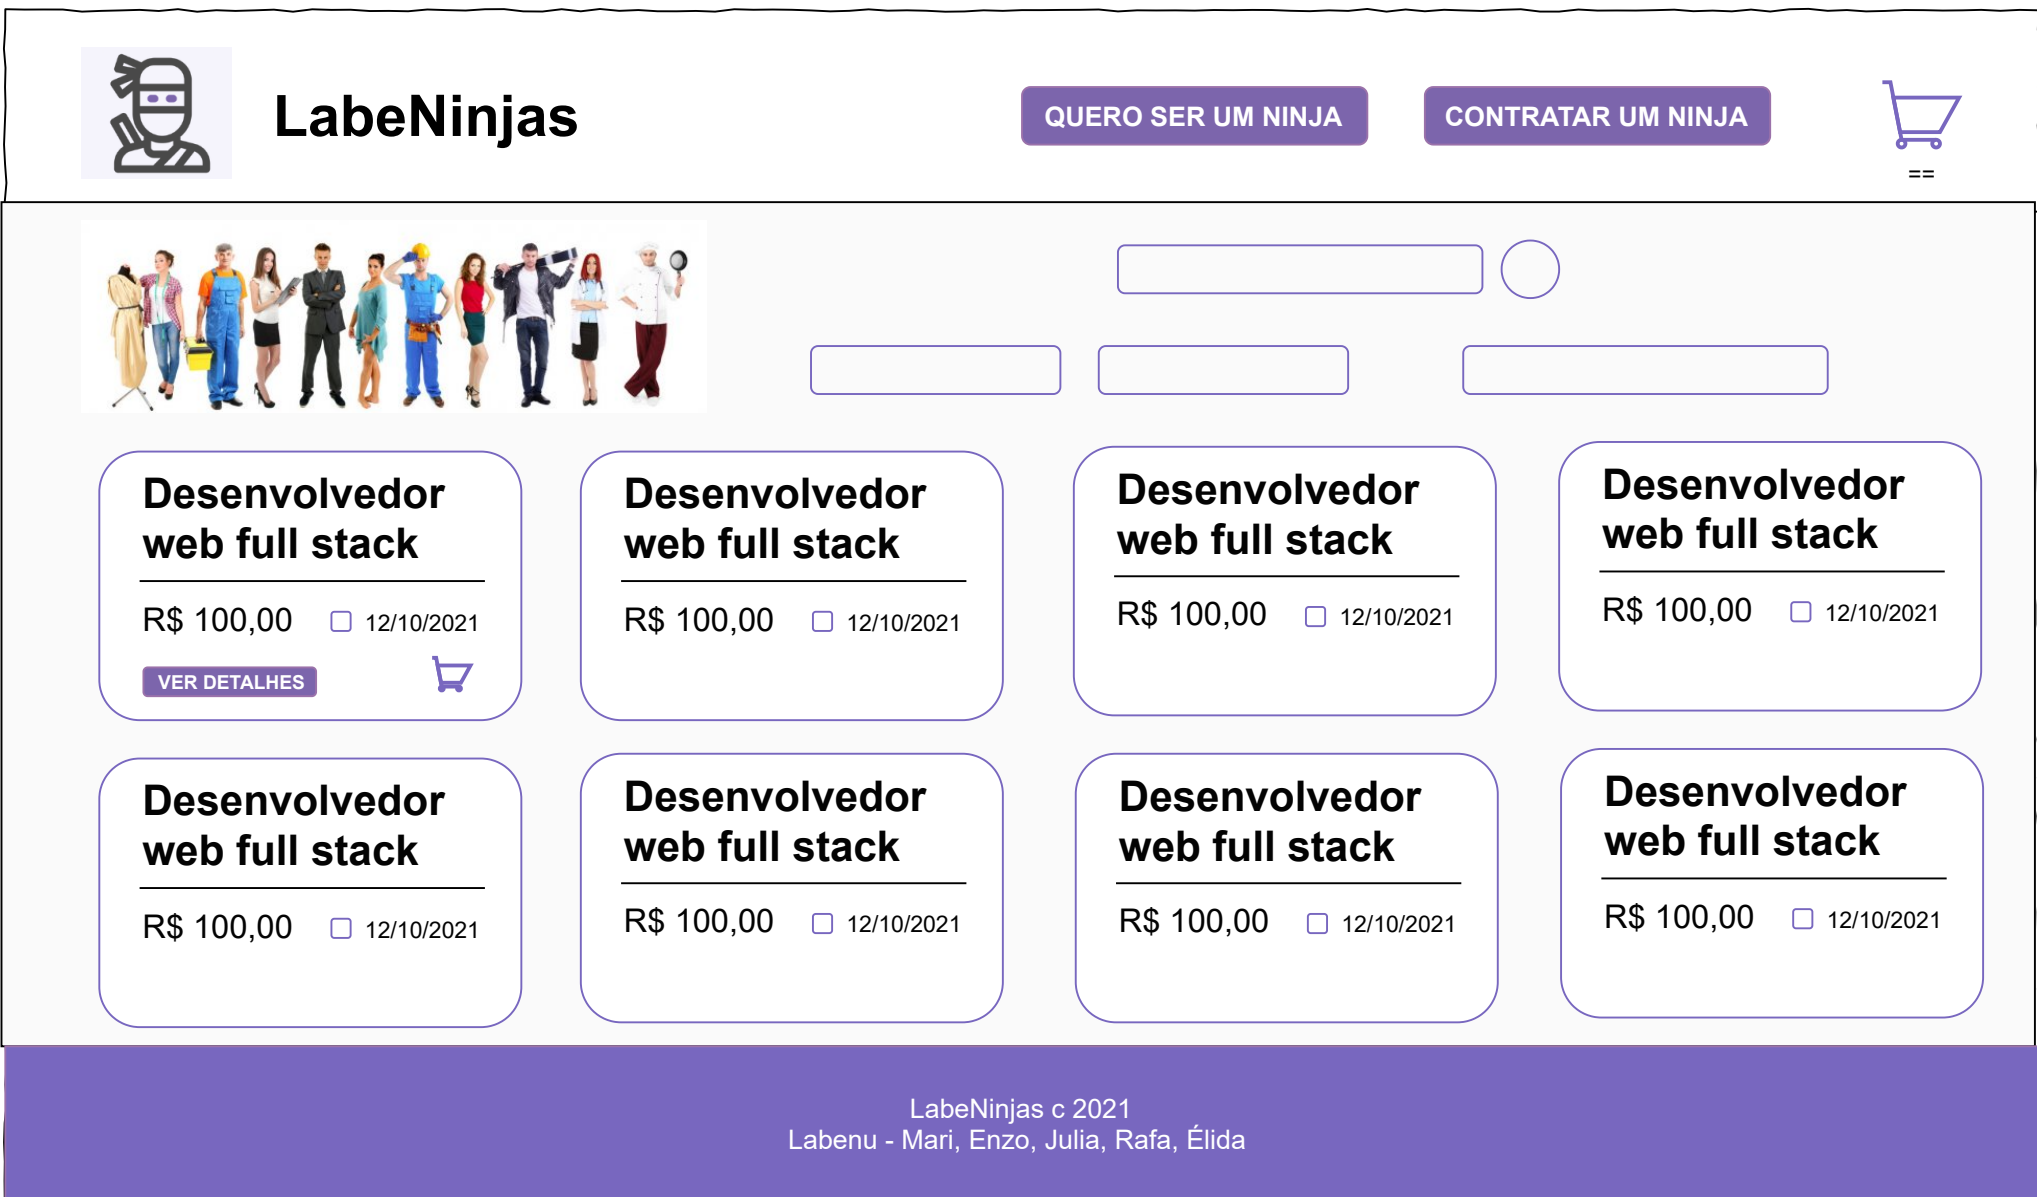 LabeNinjas
QUERO SER UM NINJA
CONTRATAR UM NINJA
==
Desenvolvedor
web full stack
R$ 100,00
12/10/2021
VER DETALHES
Desenvolvedor
web full stack
R$ 100,00
12/10/2021
Desenvolvedor
web full stack
R$ 100,00
12/10/2021
Desenvolvedor
web full stack
R$ 100,00
12/10/2021
Desenvolvedor
web full stack
R$ 100,00
12/10/2021
Desenvolvedor
web full stack
R$ 100,00
12/10/2021
Desenvolvedor
web full stack
R$ 100,00
12/10/2021
Desenvolvedor
web full stack
R$ 100,00
12/10/2021
LabeNinjas c 2021
Labenu - Mari, Enzo, Julia, Rafa, Élida